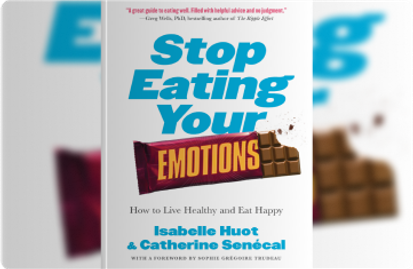 "A great guide to eating well. Filled with helpful advice and no judgment."
—Greg Wells, PhD, bestselling author of The Ripple Effect
Stop
Eating
Your
EMOTIONS
How to Live Healthy and Eat Happy
Isabelle Huot
& Catherine Senécal
WITH A FOREWORD BY SOPHIE GRÉGOIRE TRUDEAU